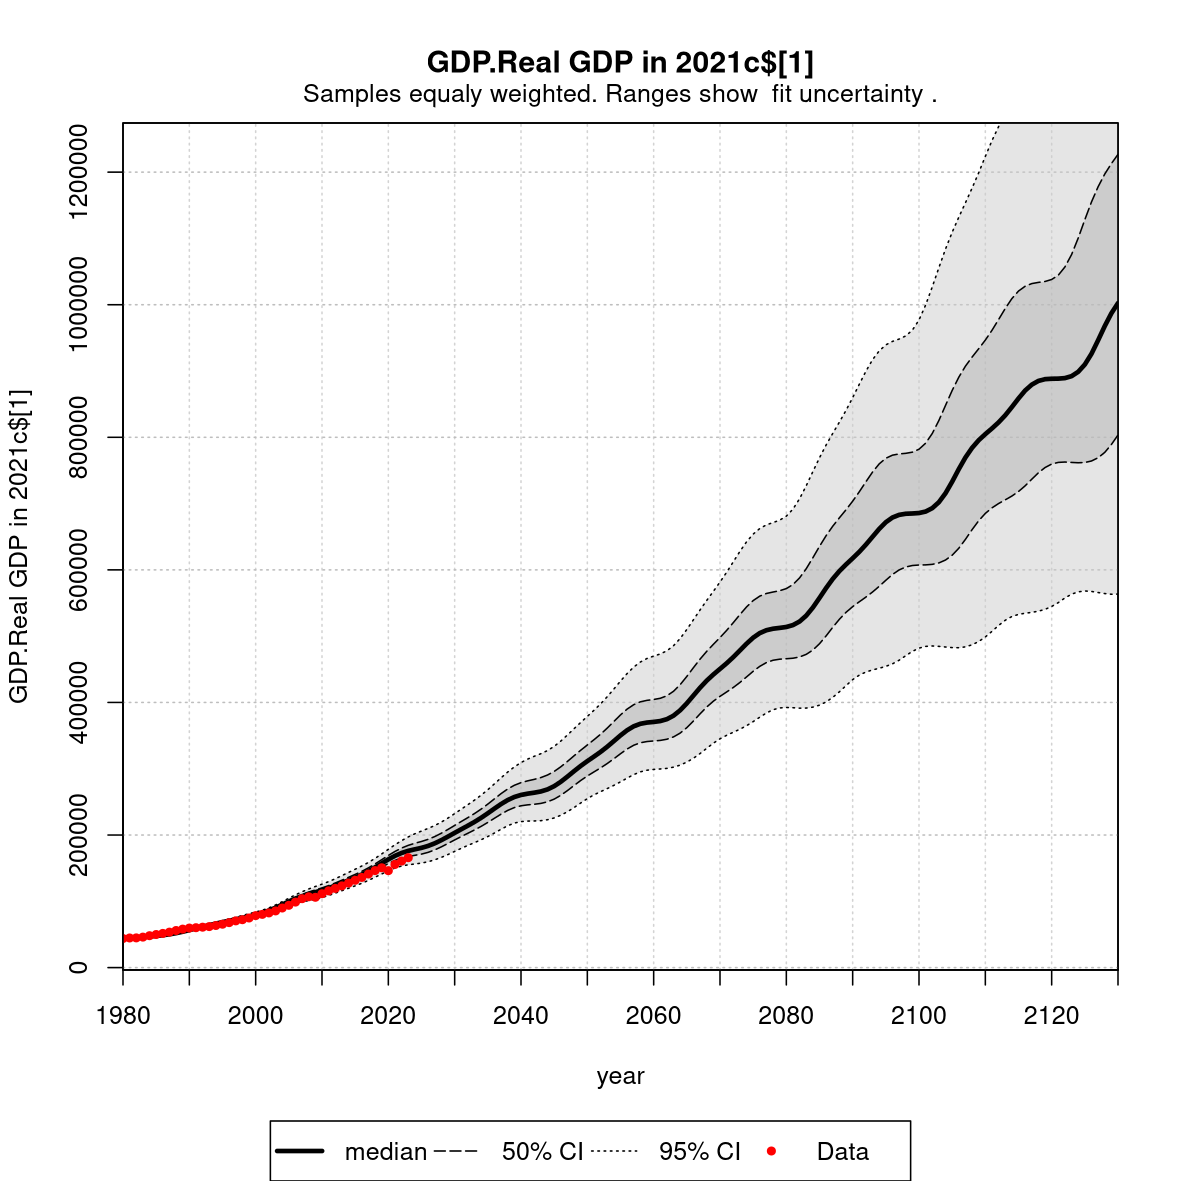 GDP.Real GDP in 2021c$[1]
Samples equaly weighted. Ranges show  fit uncertainty .
GDP.Real GDP in 2021c$[1]
1200000
1000000
800000
600000
400000
200000
0
1980 2000 2020 2040 2060 2080 2100 2120
year
median 50% CI 95% CI Data